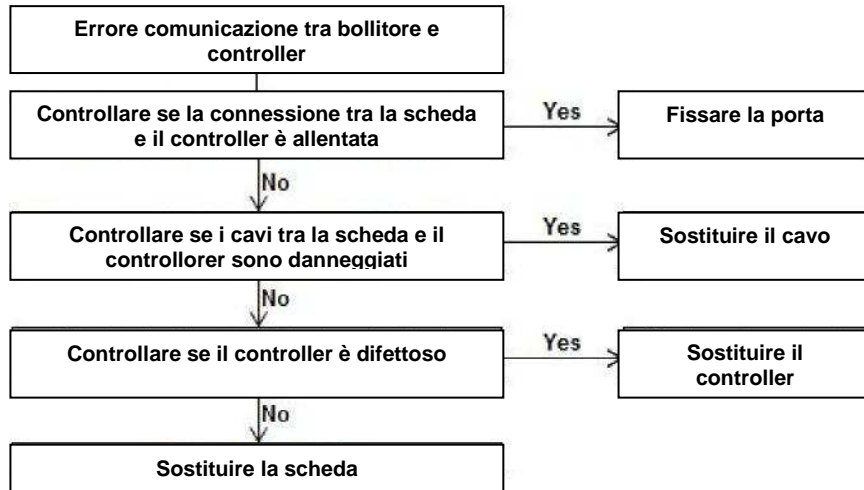 Errore comunicazione tra bollitore e
controller
Controllare se la connessione tra la scheda
e il controller è allentata
Yes
Fissare la porta
No
Controllare se i cavi tra la scheda e il
controllorer sono danneggiati
Yes
Sostituire il cavo
No
Controllare se il controller è difettoso
Yes
Sostituire il
controller
No
Sostituire la scheda